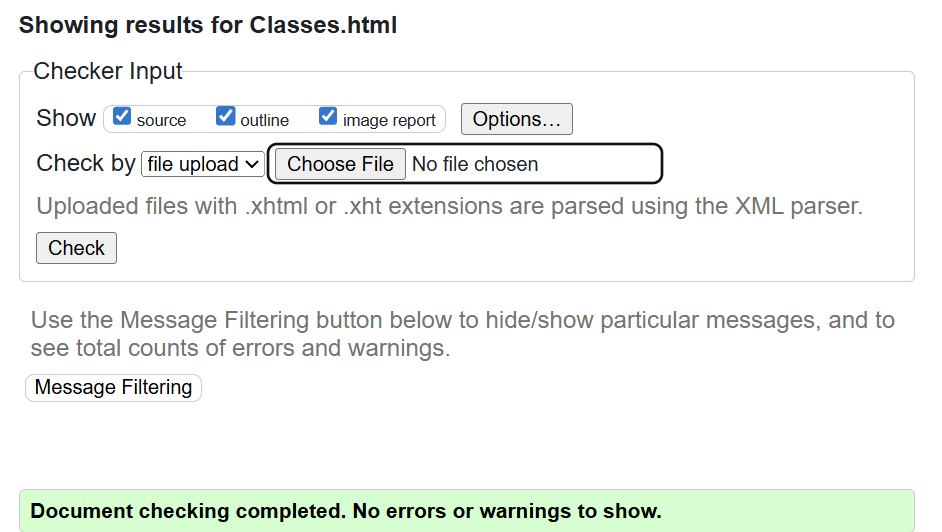 Showing results for Classes.html
Checker Input
Show source outline image report Options...
Check by file upload Choose File No file chosen
Uploaded files with .xhtml or .xht extensions are parsed using the XML parser.
Check
Use the Message Filtering button below to hide/show particular messages, and to
see total counts of errors and warnings.
Message Filtering
Document checking completed. No errors or warnings to show.